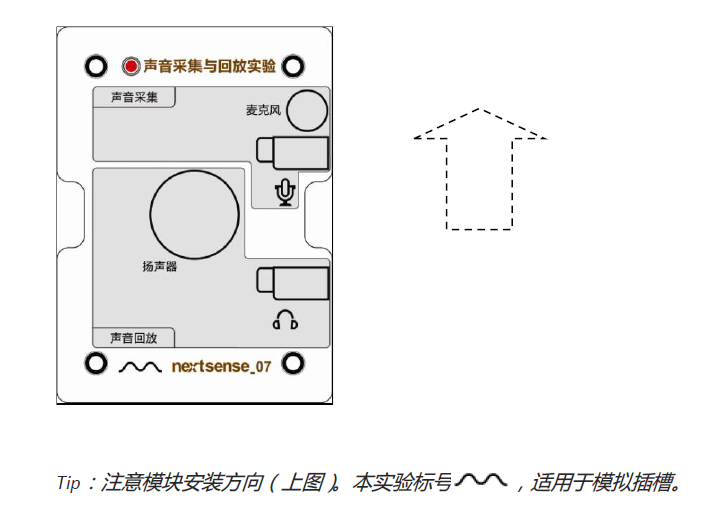 声音采集与回放实验
声音采集
麦克风
扬声器
声音回放
nextsense_07
Tip：注意模块安装方向（上图）。本实验标号 ，适用于模拟插槽。